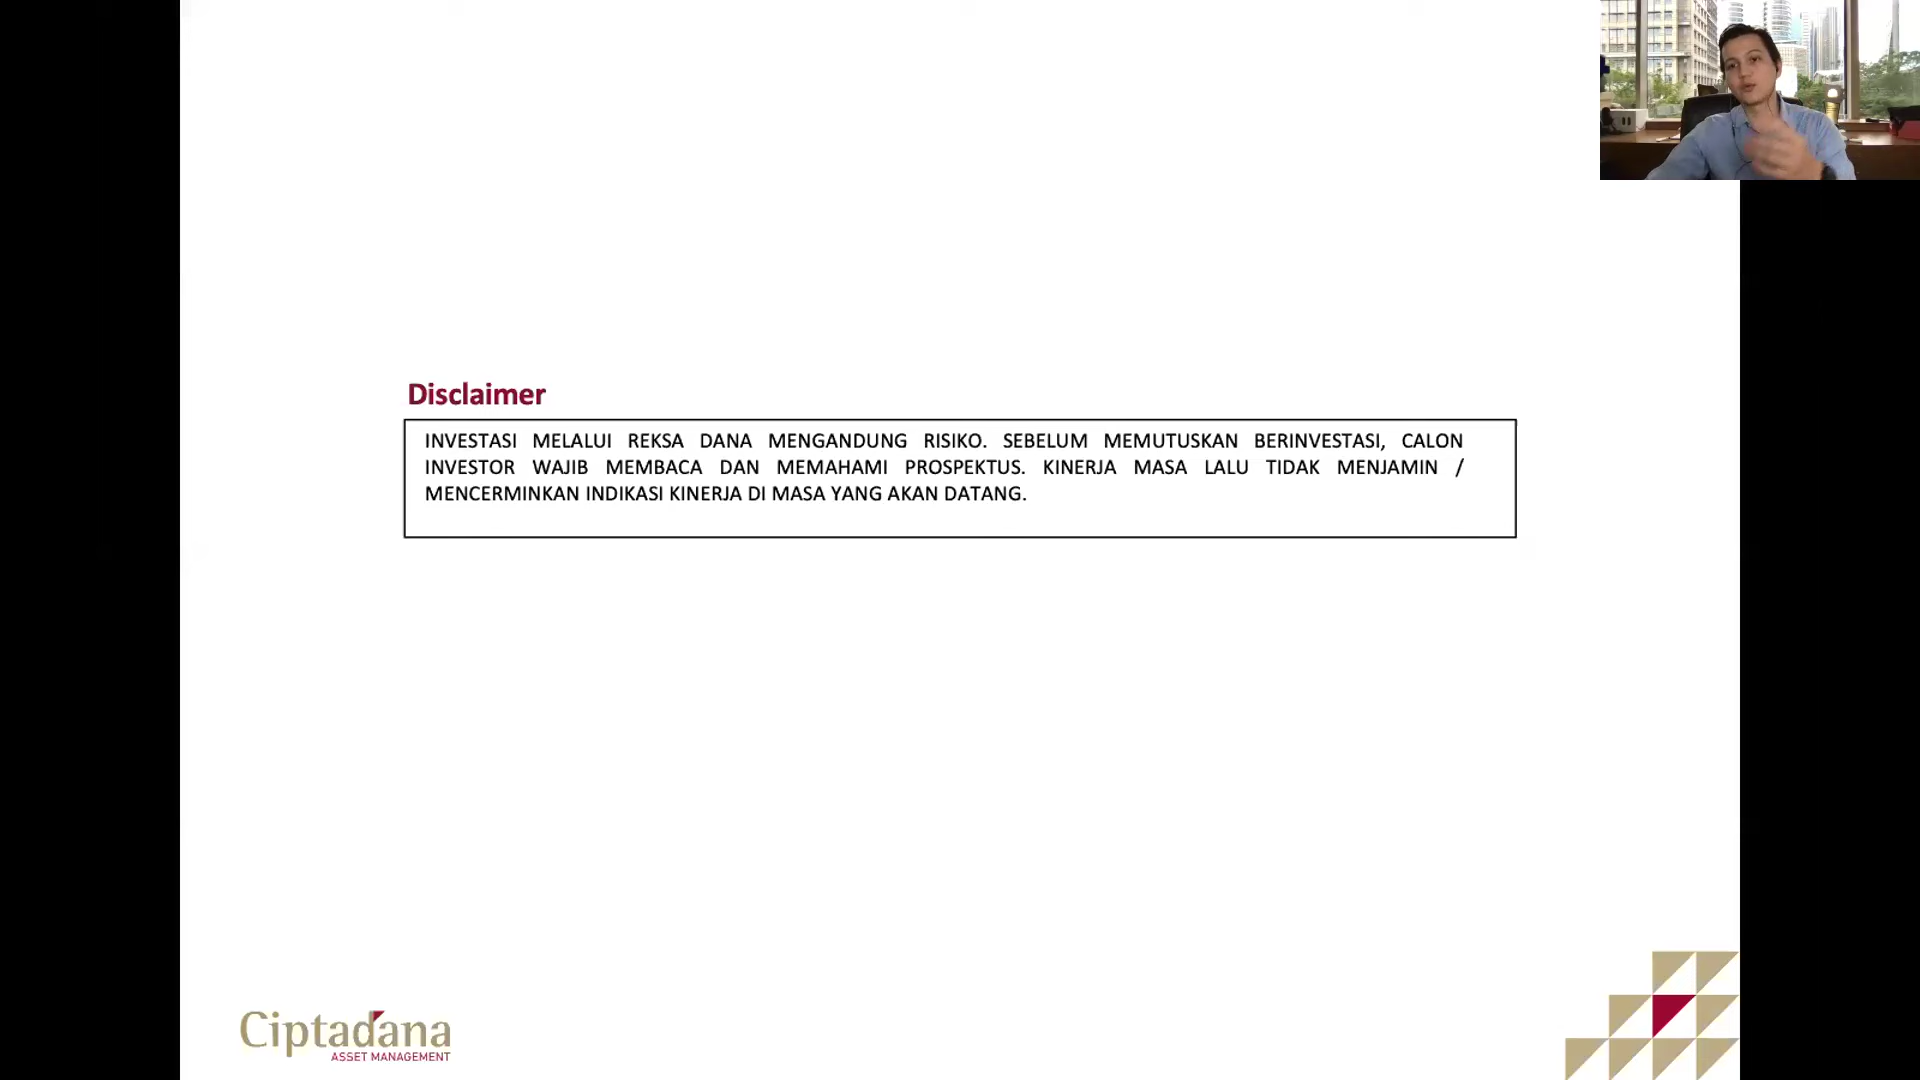 Disclaimer
INVESTASI MELALUI REKSA DANA MENGANDUNG RISIKO. SEBELUM MEMUTUSKAN BERINVESTASI, CALON
INVESTOR WAJIB MEMBACA DAN MEMAHAMI PROSPEKTUS. KINERJA MASA LALU TIDAK MENJAMIN /
MENCERMINKAN INDIKASI KINERJA DI MASA YANG AKAN DATANG.
Ciptadana
ASSET MANAGEMENT